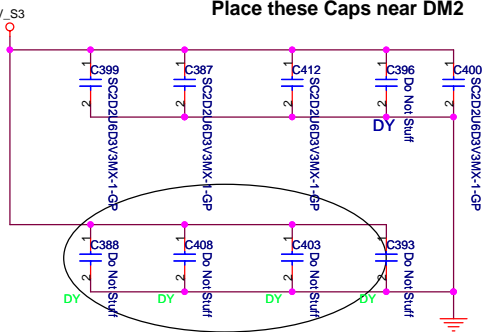 Place these Caps near DM2
_S3
1
C399
2
SC2D2U6D3V3MX-1-GP
1
C387
2
SC2D2U6D3V3MX-1-GP
1
C412
2
SC2D2U6D3V3MX-1-GP
1
C396
2
Do Not Stuff
DY
1
C400
2
SC2D2U6D3V3MX-1-GP
1
C388
2
Do Not Stuff
DY
1
C408
2
Do Not Stuff
DY
1
C403
2
Do Not Stuff
DY
1
C393
2
Do Not Stuff
DY